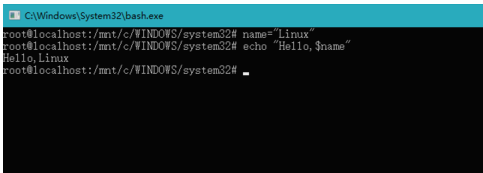 C:\Windows\System32\bash.exe
root@localhost:/mnt/c/WINDOWS/system32# name="Linux"
root@localhost:/mnt/c/WINDOWS/system32# echo "Hello,$name"
Hello,Linux
root@localhost:/mnt/c/WINDOWS/system32#